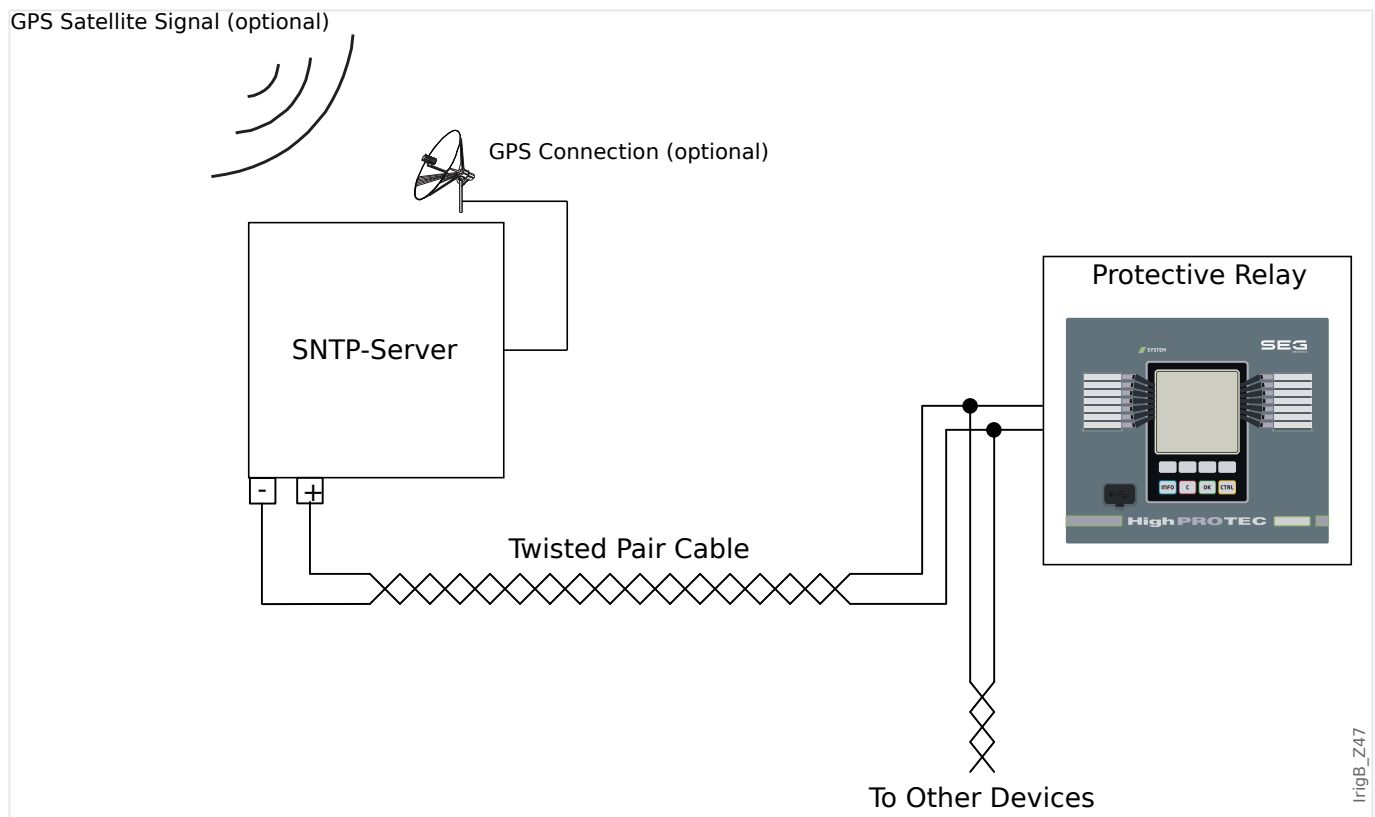 GPS Satellite Signal (optional)
GPS Connection (optional)
SNTP-Server
- +
Protective Relay
SYSTEM
SEG
INFO C OK CTRL
HighPROTEC
Twisted Pair Cable
To Other Devices
IrigB_Z47